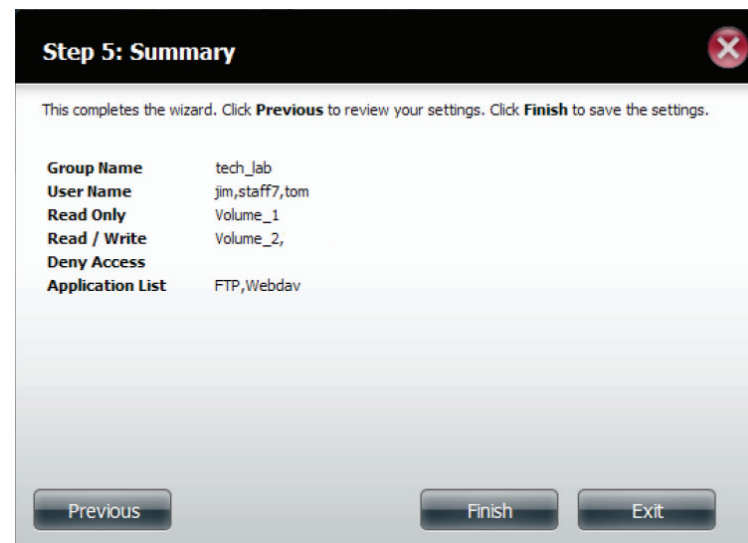 Step 5: Summary
This completes the wizard. Click Previous to review your settings. Click Finish to save the settings.
Group Name tech_lab
User Name jim,staff7,tom
Read Only Volume_1
Read / Write Volume_2,
Deny Access
Application List FTP,Webdav
Previous Finish Exit